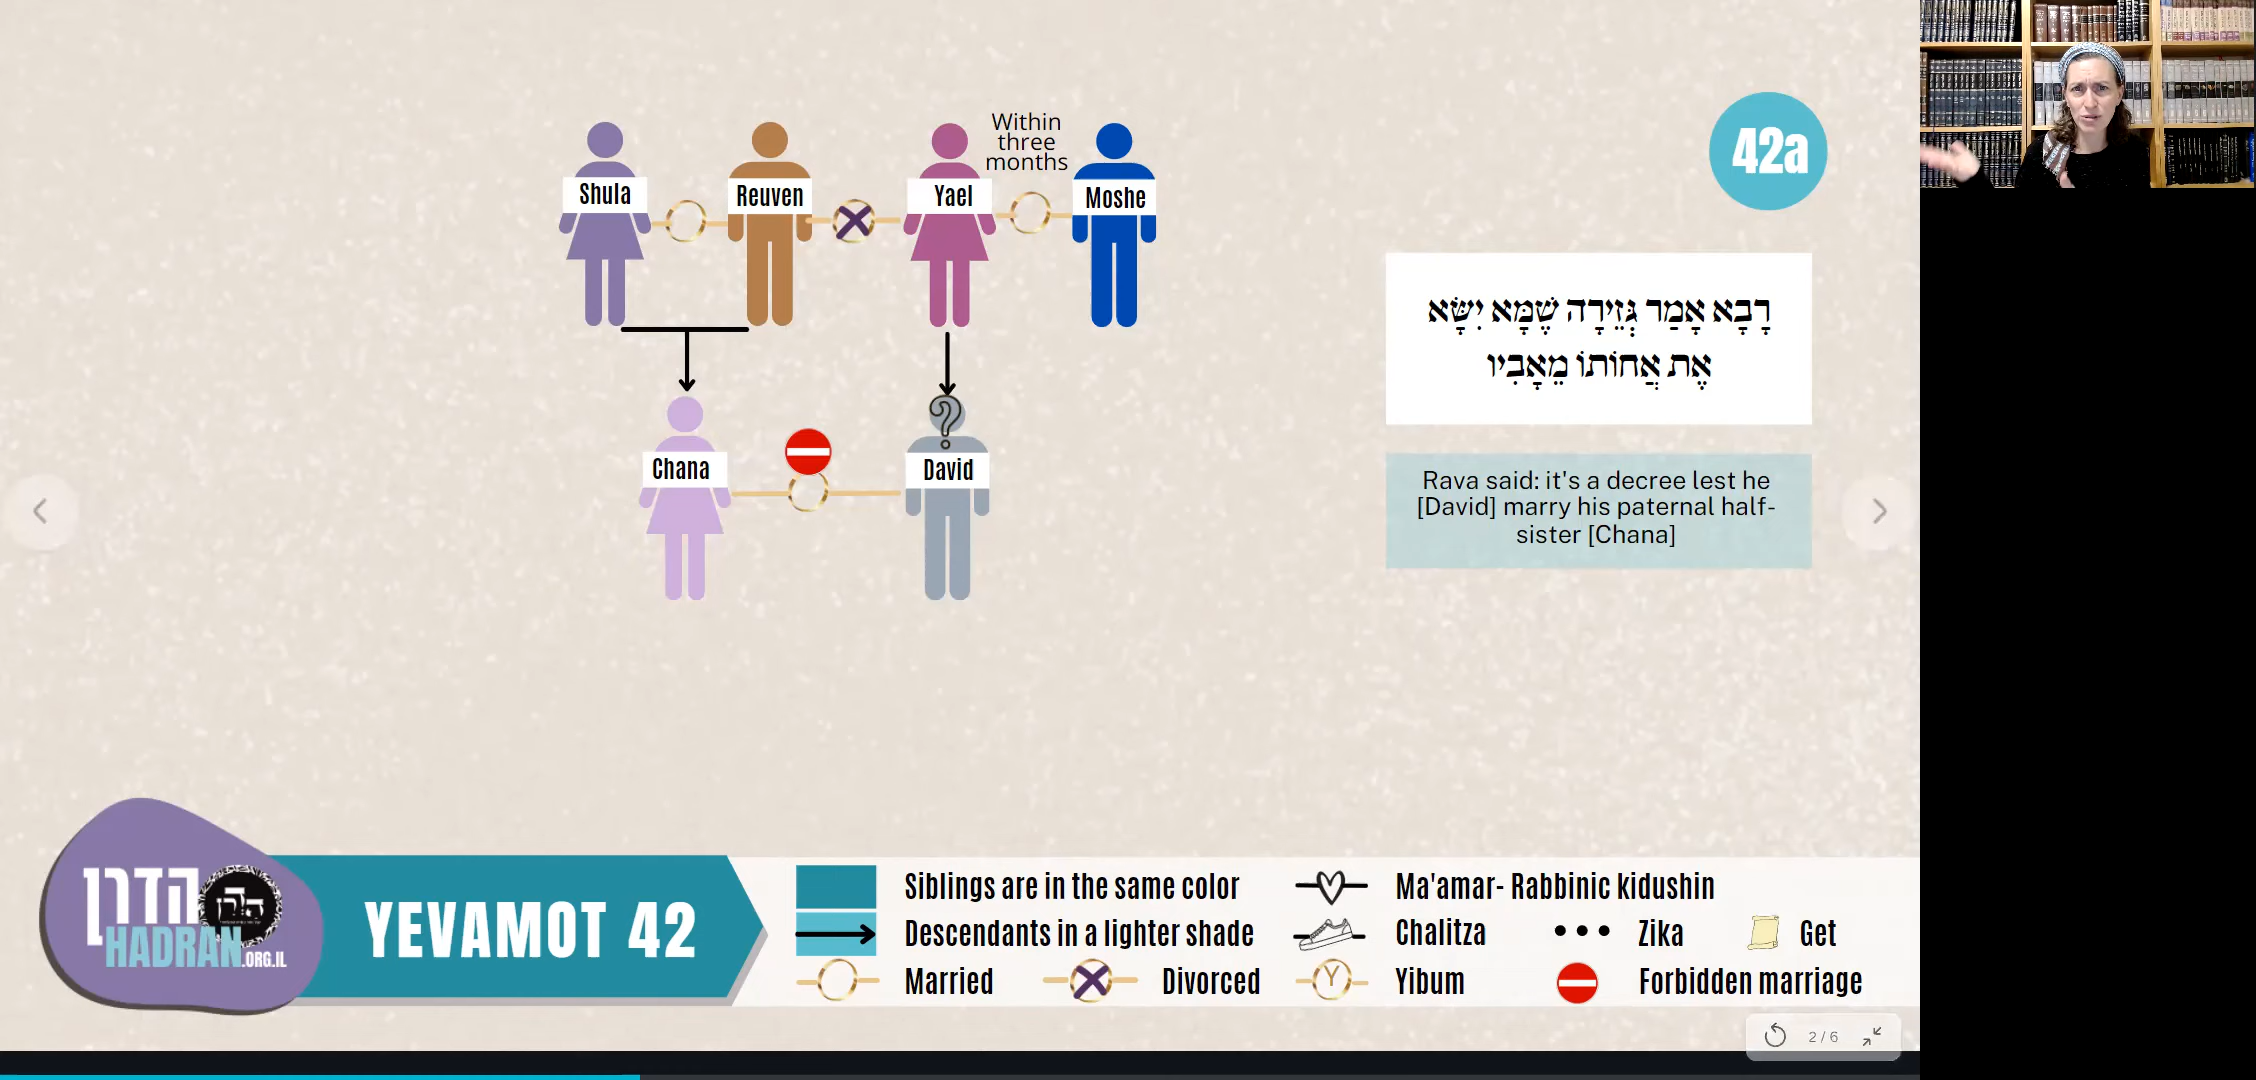 Within
three
months
Shula
Reuven
Yael
Moshe
42a
רָבָא אָמַר גְּזֵירָה שֶׁמָּא יִשָּׂא
אֶת אֲחוֹתוֹ מֵאָבִיו
?
Chana
David
Rava said: it's a decree lest he
[David] marry his paternal half-
sister [Chana]
הדרן
HADRAN.ORG.IL
YEVAMOT 42
Siblings are in the same color
Descendants in a lighter shade
Married
Divorced
Ma'amar- Rabbinic kidushin
Chalitza
Zika
Get
Y
Yibum
Forbidden marriage
2 / 6